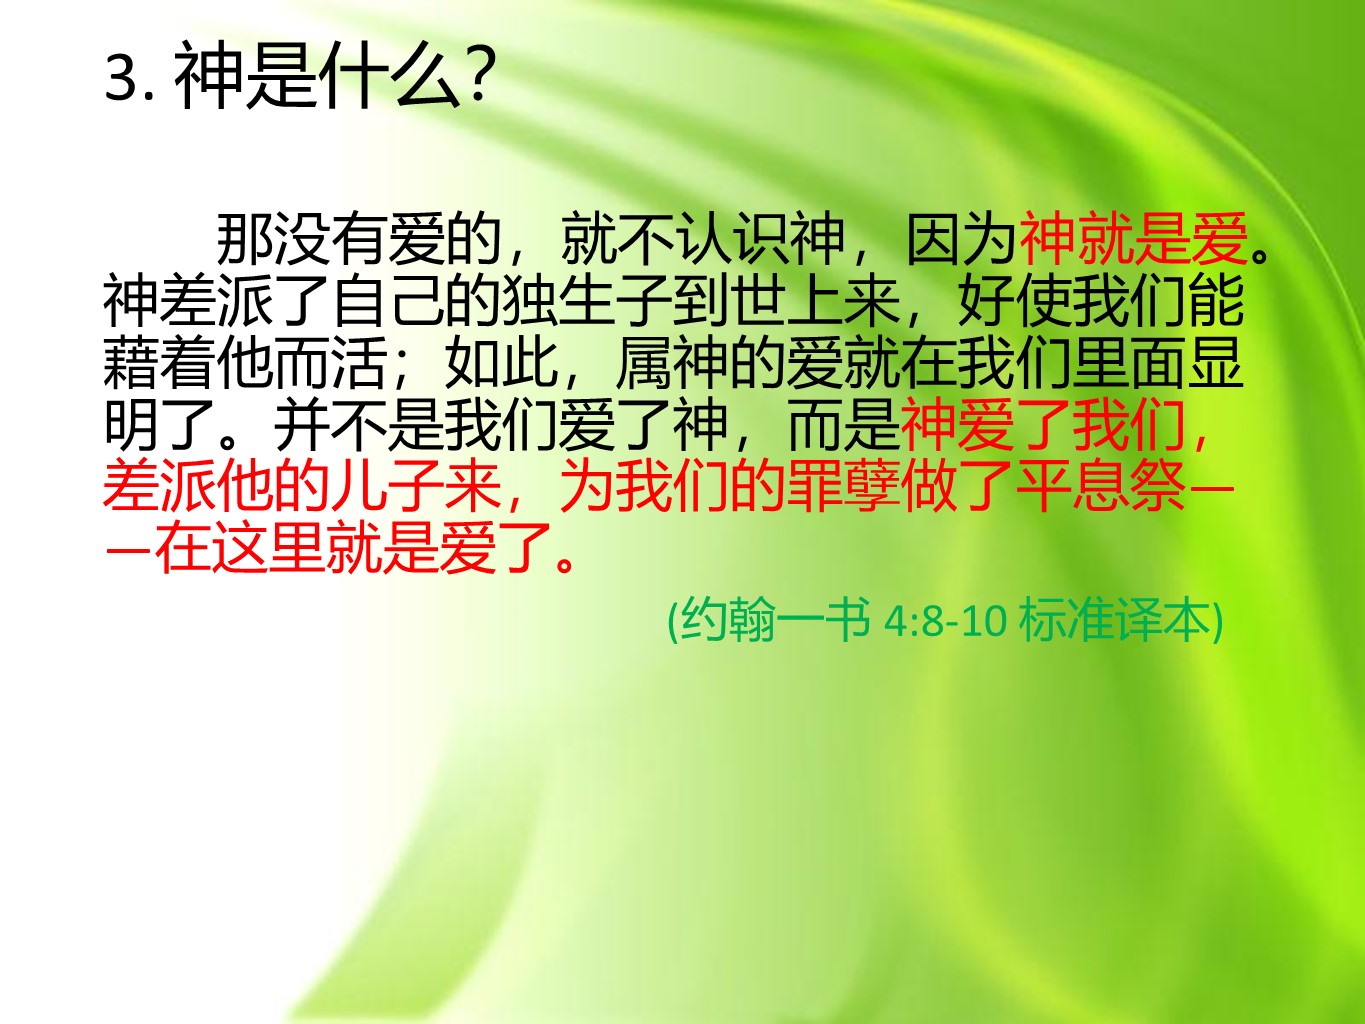 3. 神是什么？
那没有爱的，就不认识神，因为神就是爱。
神差派了自己的独生子到世上来，好使我们能
藉着他而活；如此，属神的爱就在我们里面显
明了。并不是我们爱了神，而是神爱了我们，
差派他的儿子来，为我们的罪孽做了平息祭—
—在这里就是爱了。
(约翰一书 4:8-10 标准译本)